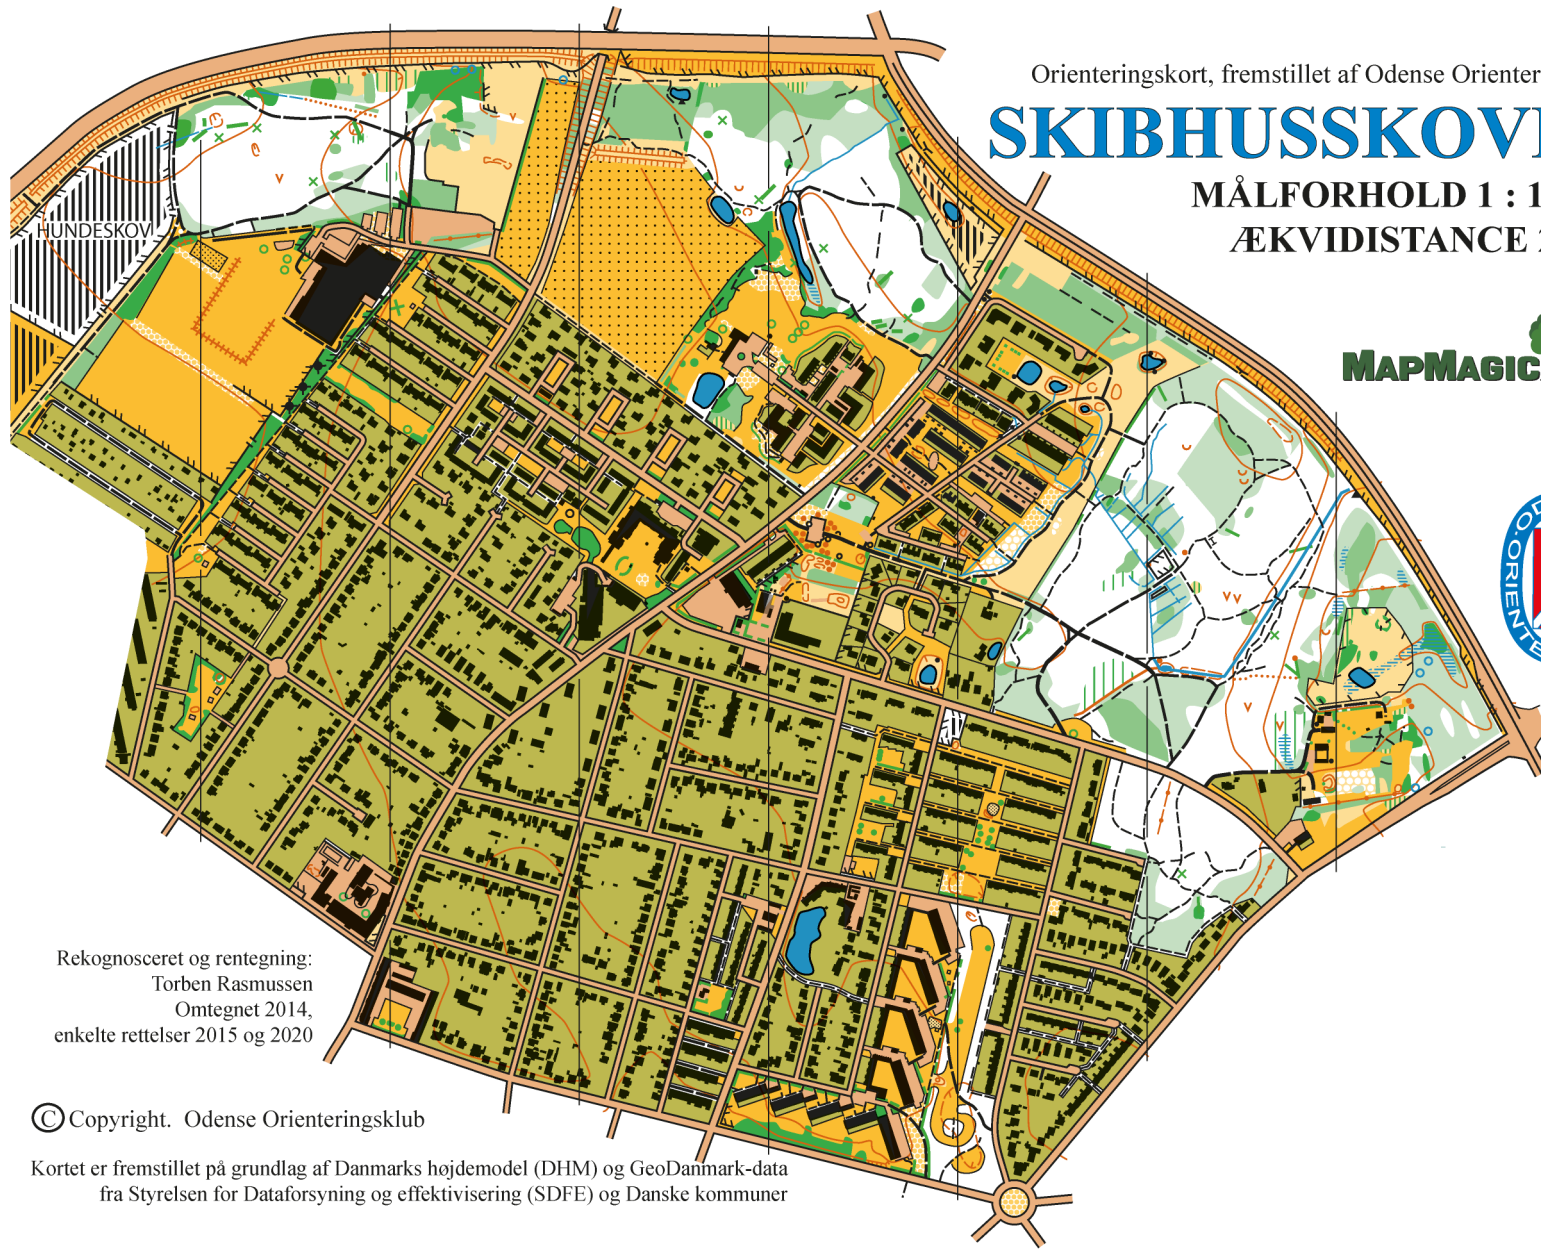 Orienteringskort, fremstillet af Odense Orienter
SKIBHUSSKOV
MÅLFORHOLD 1 : 1
ÆKVIDISTANCE
HUNDESKOV
MAPMAGIC
O-ORIENTE
Rekognosceret og rentegning:
Torben Rasmussen
Omtegnet 2014,
enkelte rettelser 2015 og 2020
© Copyright. Odense Orienteringsklub
Kortet er fremstillet på grundlag af Danmarks højdemodel (DHM) og GeoDanmark-data
fra Styrelsen for Dataforsyning og effektivisering (SDFE) og Danske kommuner